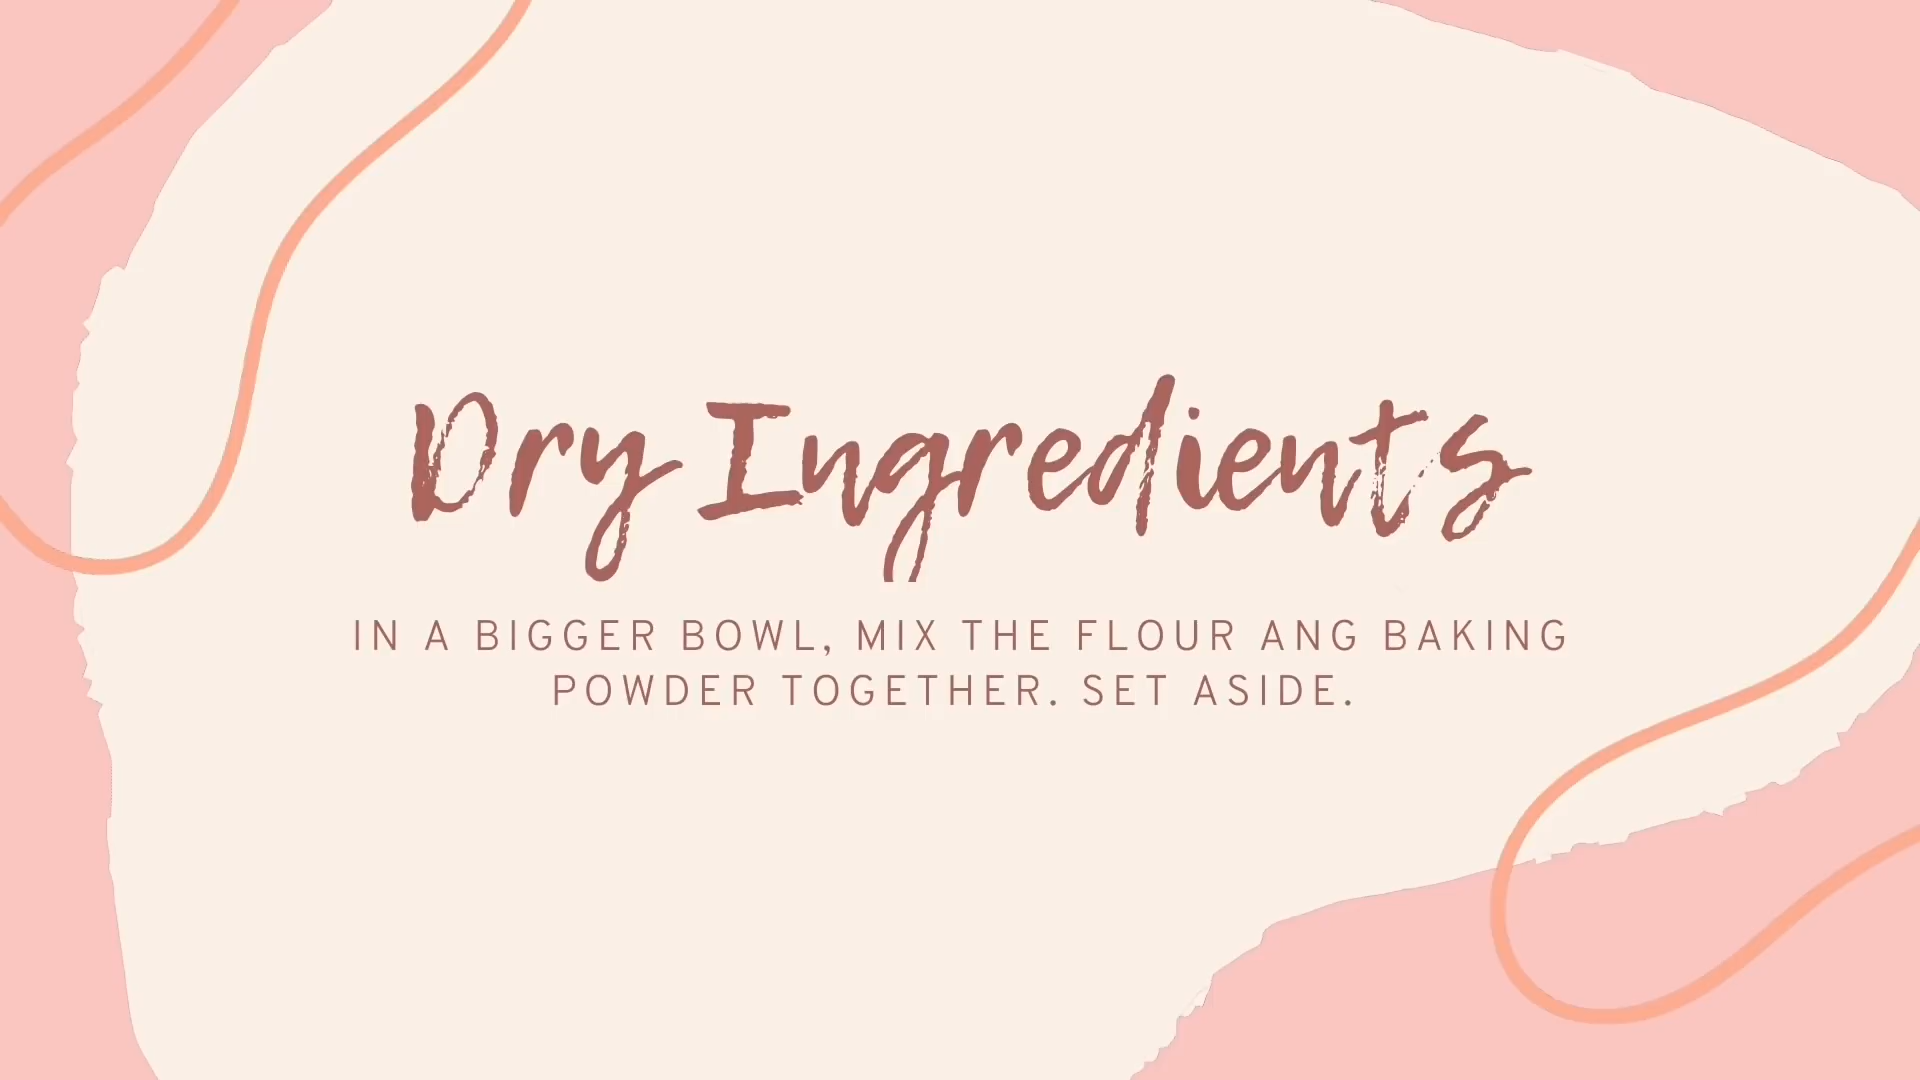 Dry Ingredients
IN A BIGGER BOWL, MIX THE FLOUR ANG BAKING
POWDER TOGETHER. SET ASIDE.